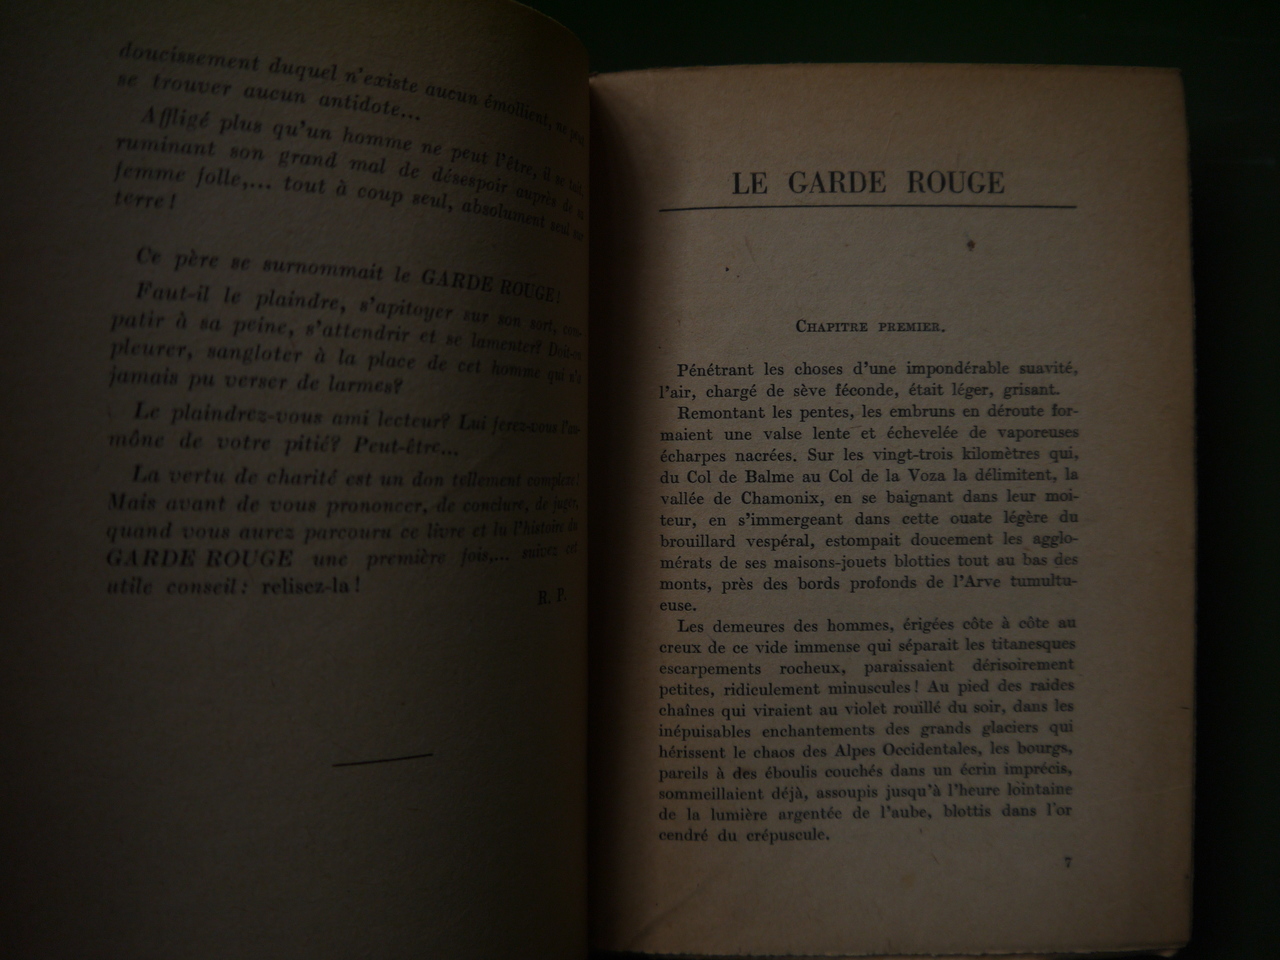 doucissement duquel n'existe aucun émollient, ne peut
se trouver aucun antidote...
Affligé plus qu'un homme ne peut l'être, il se tait,
ruminant son grand mal de désespoir auprès de sa
femme folle,... tout à coup seul, absolument seul sur
terre!
Ce père se surnommait le GARDE ROUGE!
Faut-il le plaindre, s'apitoyer sur son sort, com-
patir à sa peine, s'attendrir et se lamenter? Doit-on
pleurer, sangloter à la place de cet homme qui n'a
jamais pu verser de larmes?
Le plaindrez-vous ami lecteur? Lui ferez-vous l'au-
mône de votre pitié? Peut-être...
La vertu de charité est un don tellement complexe!
Mais avant de vous prononcer, de conclure, de juger,
quand vous aurez parcouru ce livre et lu l'histoire du
GARDE ROUGE une première fois,... suivez cet
utile conseil: relisez-la!
R. P.
LE GARDE ROUGE
CHAPITRE PREMIER.
Pénétrant les choses d'une impondérable suavité,
l'air, chargé de sève féconde, était léger, grisant.
Remontant les pentes, les embruns en déroute for-
maient une valse lente et échevelée de vaporeuses
écharpes nacrées. Sur les vingt-trois kilomètres qui,
du Col de Balme au Col de la Voza la délimitent, la
vallée de Chamonix, en se baignant dans leur moi-
teur, en s'immergeant dans cette ouate légère du
brouillard vespéral, estompait doucement les agglo-
mérats de ses maisons-jouets blotties tout au bas des
monts, près des bords profonds de l'Arve tumultu-
euse.
Les demeures des hommes, érigées côte à côte au
creux de ce vide immense qui séparait les titanesques
escarpements rocheux, paraissaient dérisoirement
petites, ridiculement minuscules! Au pied des raides
chaînes qui viraient au violet rouillé du soir, dans les
inépuisables enchantements des grands glaciers qui
hérissent le chaos des Alpes Occidentales, les bourgs,
pareils à des éboulis couchés dans un écrin imprécis,
sommeillaient déjà, assoupis jusqu'à l'heure lointaine
de la lumière argentée de l'aube, blottis dans l'or
cendré du crépuscule.
7